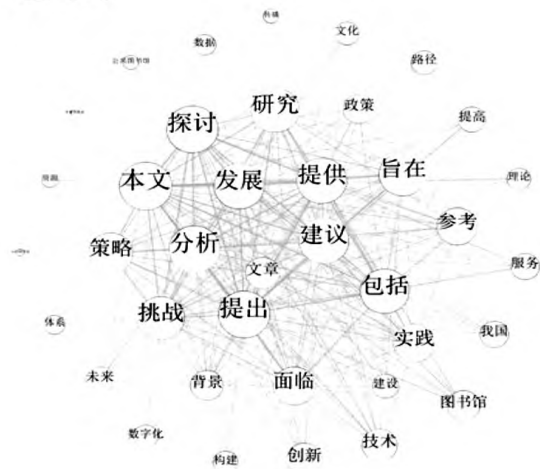 数据
文化
公共图书馆
路径
研究
政策
探讨
提高
本文
发展
提供
旨在
理论
策略
分析
建议
参考
文章
服务
挑战
提出
包括
体系
实践
我国
未来
背景
面临
建设
图书馆
数字化
构建
创新
技术